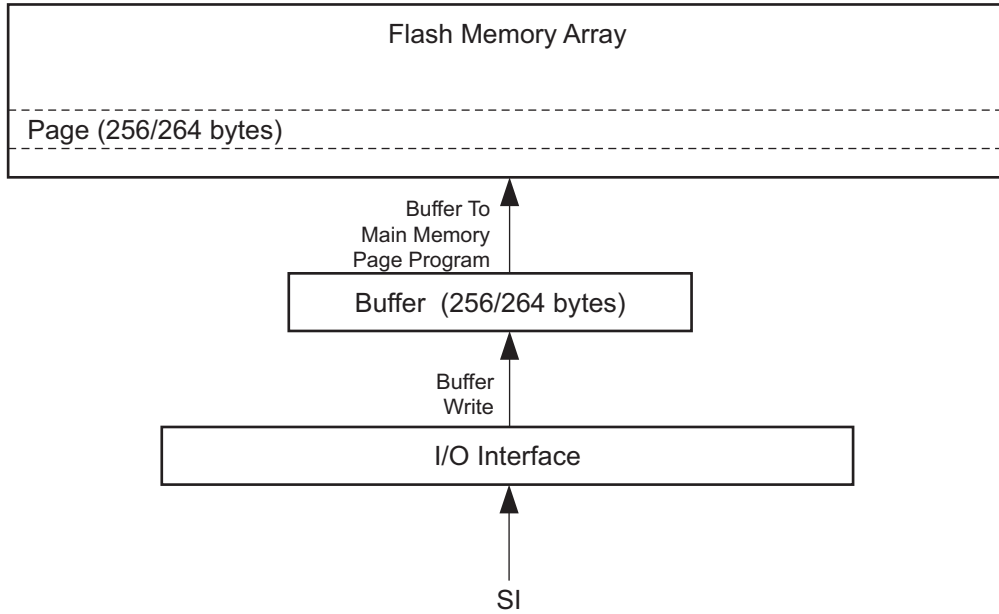 Flash Memory Array
Page (256/264 bytes)
Buffer To
Main Memory
Page Program
Buffer (256/264 bytes)
Buffer
Write
I/O Interface
SI